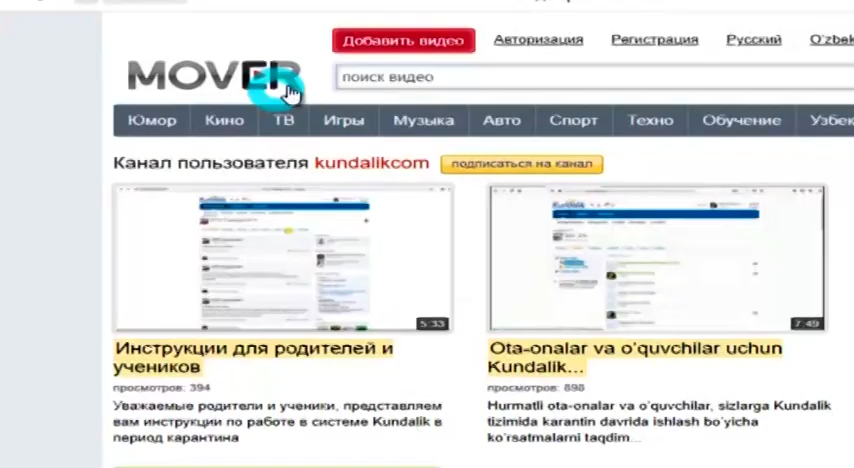 Добавить видео Авторизация Регистрация Русский O'zbek
MOVER поиск видео
Юмор Кино ТВ Игры Музыка Авто Спорт Техно Обучение Узбек
Канал пользователя kundalikcom подписаться на канал
5:33 7:49
Инструкции для родителей и
учеников
просмотров: 394
Уважаемые родители и ученики, представляем
вам инструкции по работе в системе Kundalik в
период карантина
Ota-onalar va o'quvchilar uchun
Kundalik...
просмотров: 898
Hurmatli ota-onalar va o'quvchilar, sizlarga Kundalik
tizimida karantin davrida ishlash bo'yicha
ko'rsatmalarni taqdim...